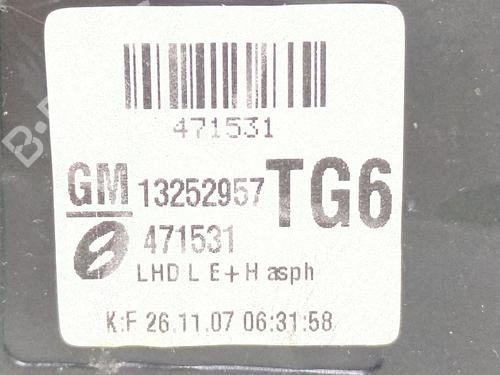 471531
GM 13252957 TG6
471531
LHD L E+H asph
K:F 26.11.07 06:31:58